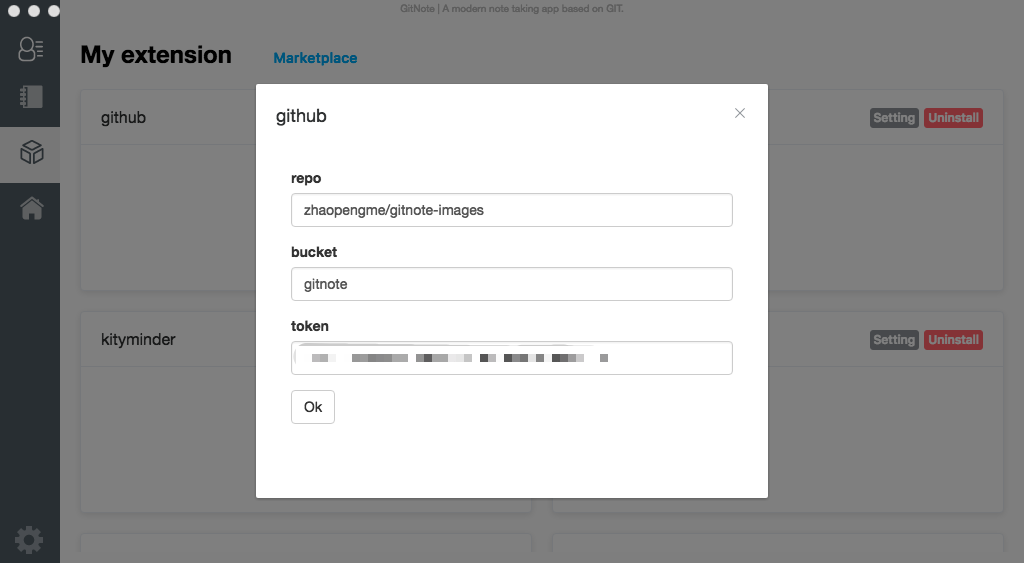 GitNote | A modern note taking app based on GIT.
My extension
Marketplace
github
Setting
Uninstall
github
repo
zhaopengme/gitnote-images
bucket
gitnote
token
Ok
kityminder
Setting
Uninstall